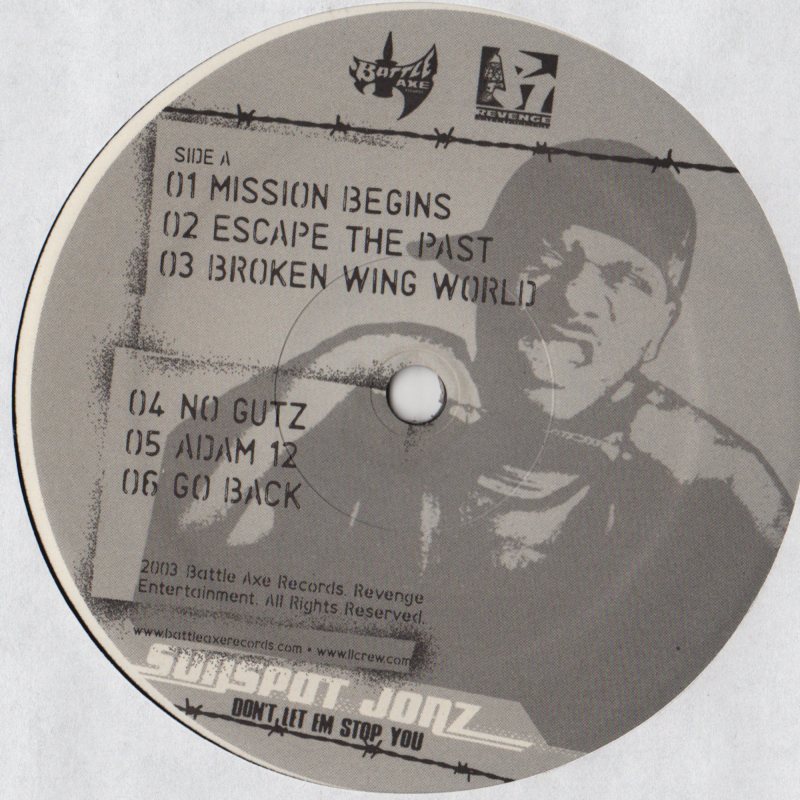 BATTLE
AXE
REVENGE
SIDE A
01 MISSION BEGINS
02 ESCAPE THE PAST
03 BROKEN WING WORLD
04 NO GUTZ
05 ADAM 12
06 GO BACK
2003 Battle Axe Records. Revenge
Entertainment. All Rights Reserved.
www.battleaxerecords.com • www.llcrew.com
SUNSPOT JONZ
DON'T LET EM STOP YOU